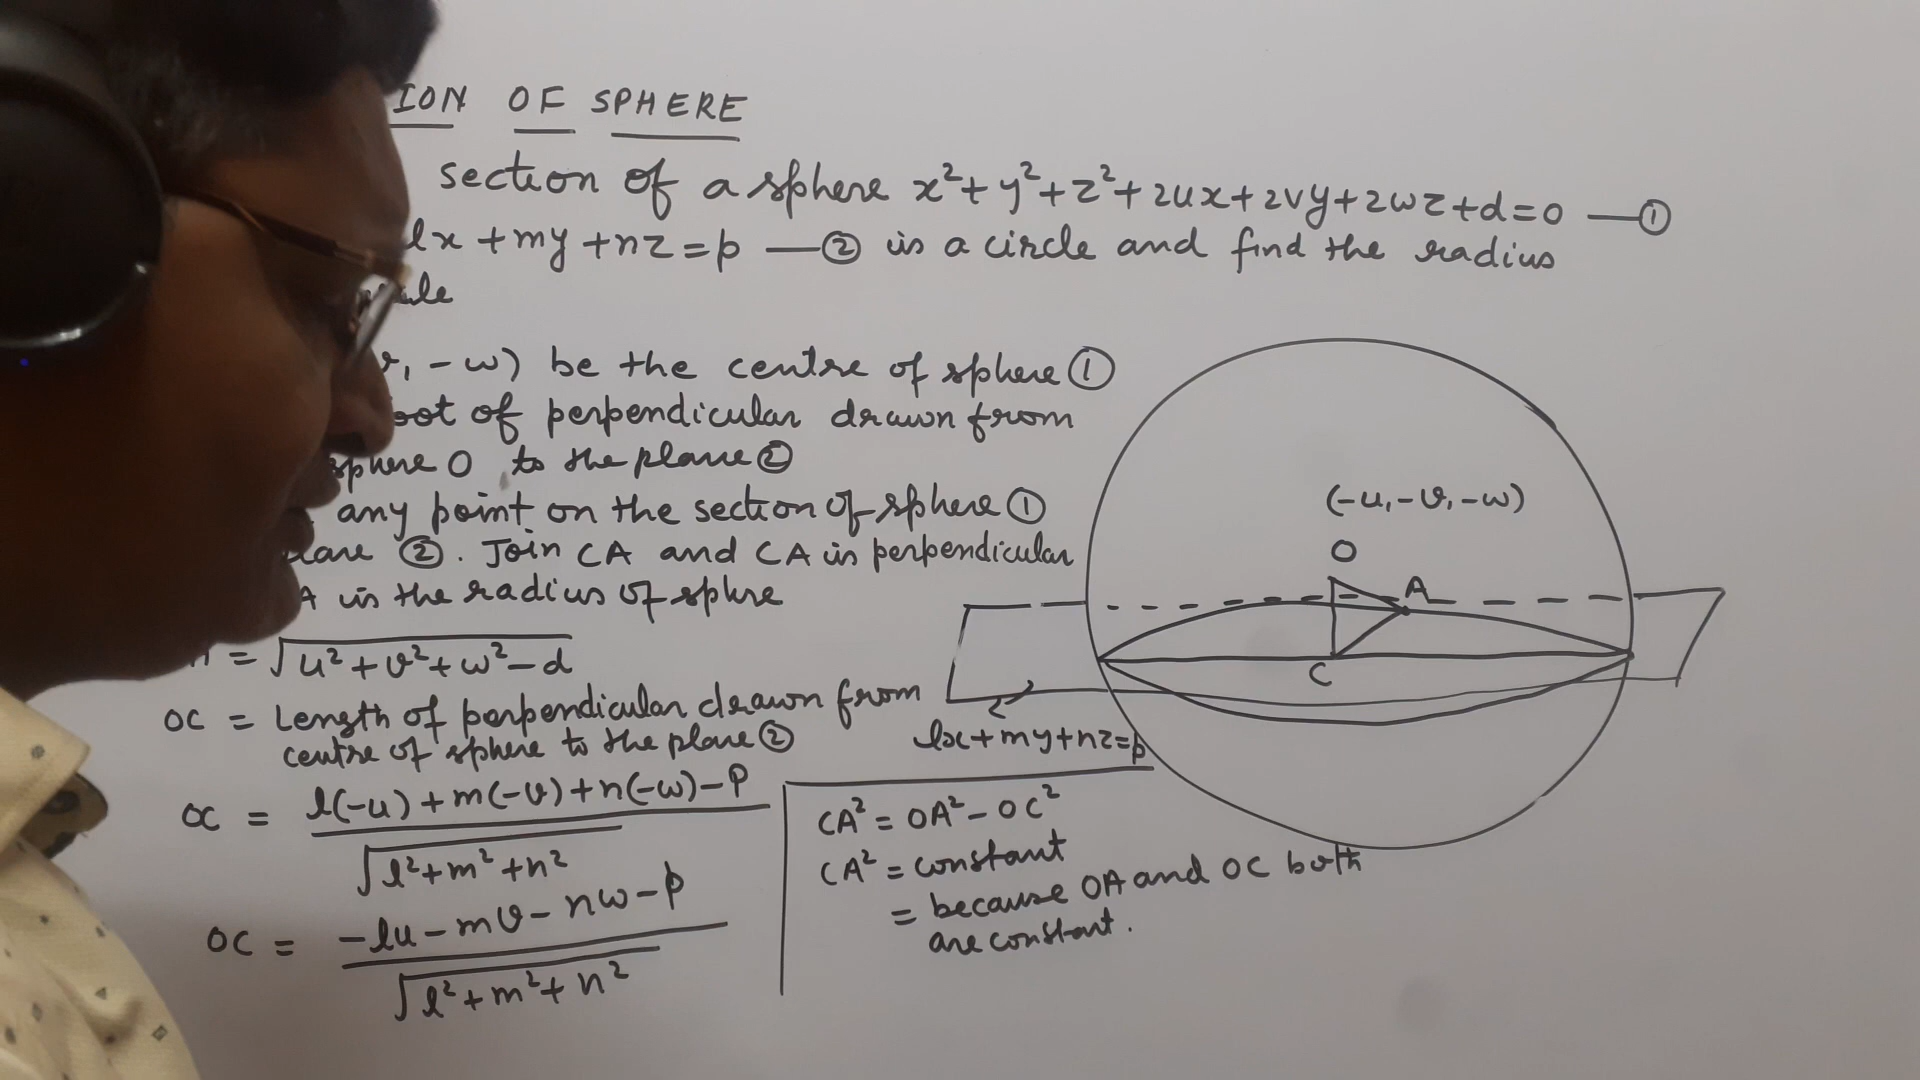 ION OF SPHERE
section of a sphere x²+y²+z²+2ux+2vy+2wz+d=0 —①
lx+my+nz=p —② is a circle and find the radius
, -w) be the centre of sphere ①
oot of perpendicular drawn from
sphere O to the plane ②
any point on the section of sphere ①
lane ②. Join CA and CA is perpendicular
A is the radius of sphre
= √u²+v²+w²-d
OC = Length of perpendicular drawn from
centre of sphere to the plane ②
OC = l(-u)+m(-v)+n(-w)-P
√l²+m²+n²
OC = -lu-mv-nw-p
√l²+m²+n²
CA² = OA²-OC²
CA² = constant
= because OA and OC both
are constant.
(-u,-v,-w)
O
A
C
lx+my+nz=p